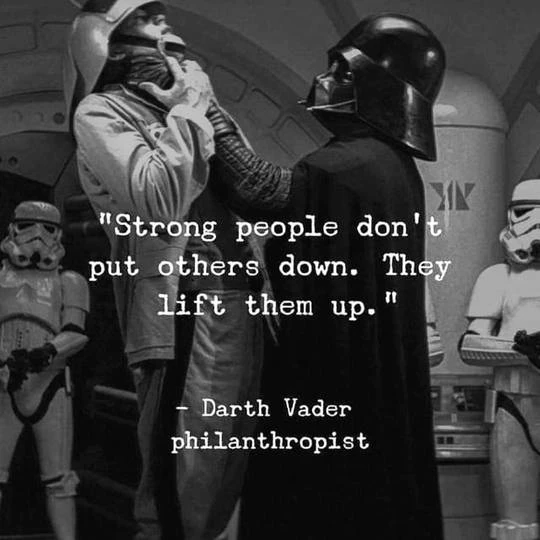 "Strong people don't
put others down. They
lift them up."
- Darth Vader
philanthropist